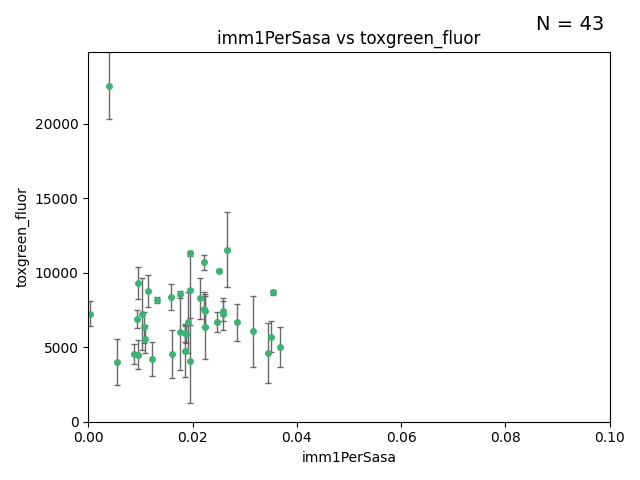 N = 43
imm1PerSasa vs toxgreen_fluor
toxgreen_fluor
20000
15000
10000
5000
0
0.00 0.02 0.04 0.06 0.08 0.10
imm1PerSasa